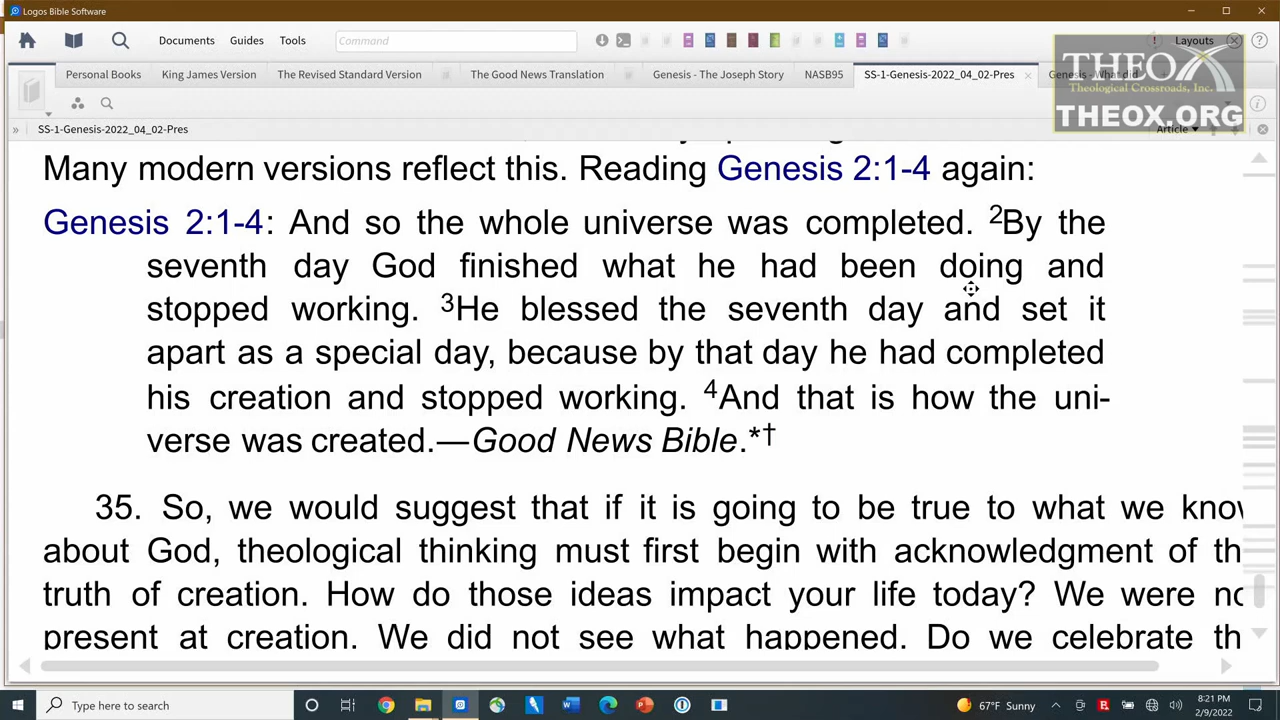 Logos Bible Software
Documents Guides Tools Command Layouts
Personal Books King James Version The Revised Standard Version The Good News Translation Genesis - The Joseph Story NASB95 SS-1-Genesis-2022_04_02-Pres Genesis - What did
THEOX
Theological Crossroads, Inc.
THEOX.ORG
» SS-1-Genesis-2022_04_02-Pres Article
Many modern versions reflect this. Reading Genesis 2:1-4 again:
Genesis 2:1-4: And so the whole universe was completed. 2By the
seventh day God finished what he had been doing and
stopped working. 3He blessed the seventh day and set it
apart as a special day, because by that day he had completed
his creation and stopped working. 4And that is how the uni-
verse was created.—Good News Bible.*†
35. So, we would suggest that if it is going to be true to what we know
about God, theological thinking must first begin with acknowledgment of th
truth of creation. How do those ideas impact your life today? We were no
present at creation. We did not see what happened. Do we celebrate th
Type here to search
67°F Sunny
8:21 PM
2/9/2022